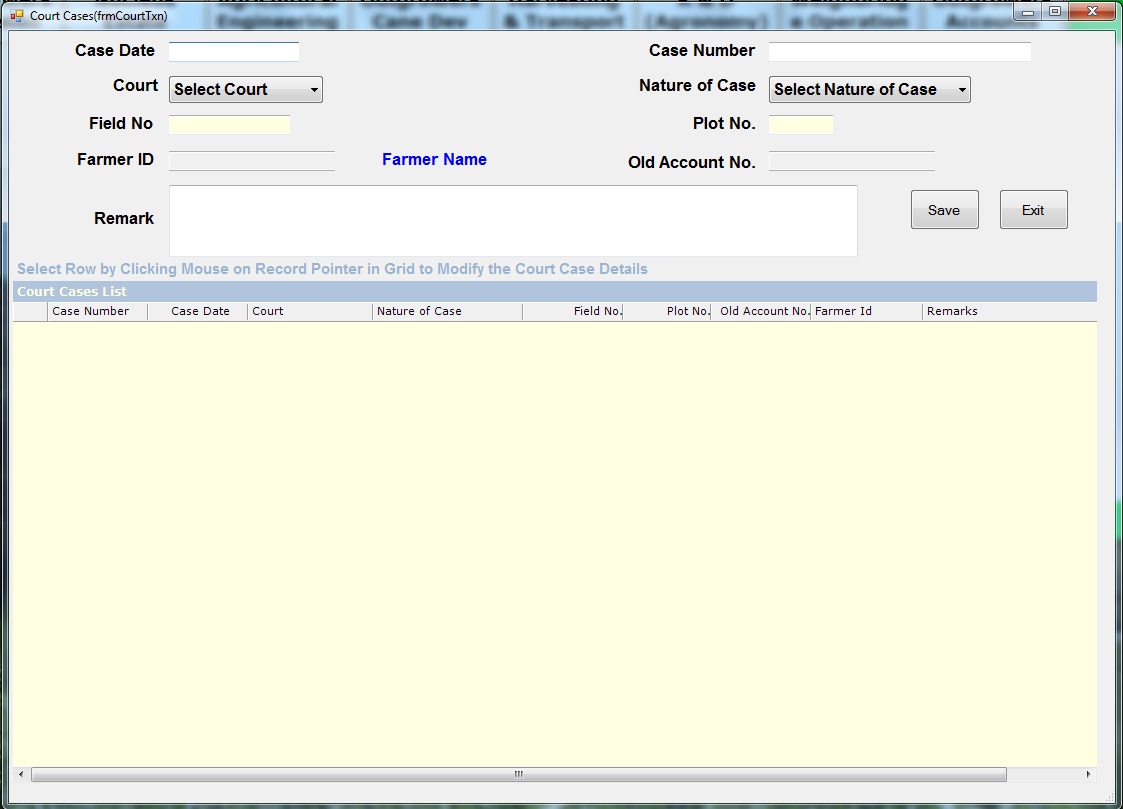 Court Cases(frmCourtTxn)
Engineering Cane Dev & Transport (Agronomy) e Operation Accounts
Case Date Case Number
Court Select Court Nature of Case Select Nature of Case
Field No Plot No.
Farmer ID Farmer Name Old Account No.
Remark Save Exit
Select Row by Clicking Mouse on Record Pointer in Grid to Modify the Court Case Details
Court Cases List
Case Number Case Date Court Nature of Case Field No. Plot No. Old Account No. Farmer Id Remarks